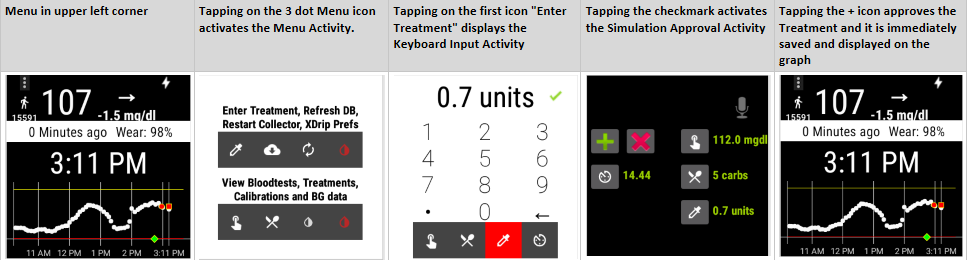 Menu in upper left corner
Tapping on the 3 dot Menu icon
activates the Menu Activity.
Tapping on the first icon "Enter
Treatment" displays the
Keyboard Input Activity
Tapping the checkmark activates
the Simulation Approval Activity
Tapping the + icon approves the
Treatment and it is immediately
saved and displayed on the
graph
107
15591
-1.5 mg/dl
0 Minutes ago Wear: 98%
3:11 PM
11 AM 12 PM 1 PM 2 PM 3:11 PM
Enter Treatment, Refresh DB,
Restart Collector, XDrip Prefs
View Bloodtests, Treatments,
Calibrations and BG data
0.7 units
1 2 3
4 5 6
7 8 9
. 0 ←
112.0 mgdl
14.44
5 carbs
0.7 units
107
15591
-1.5 mg/dl
0 Minutes ago Wear: 98%
3:11 PM
11 AM 12 PM 1 PM 2 PM 3:11 PM